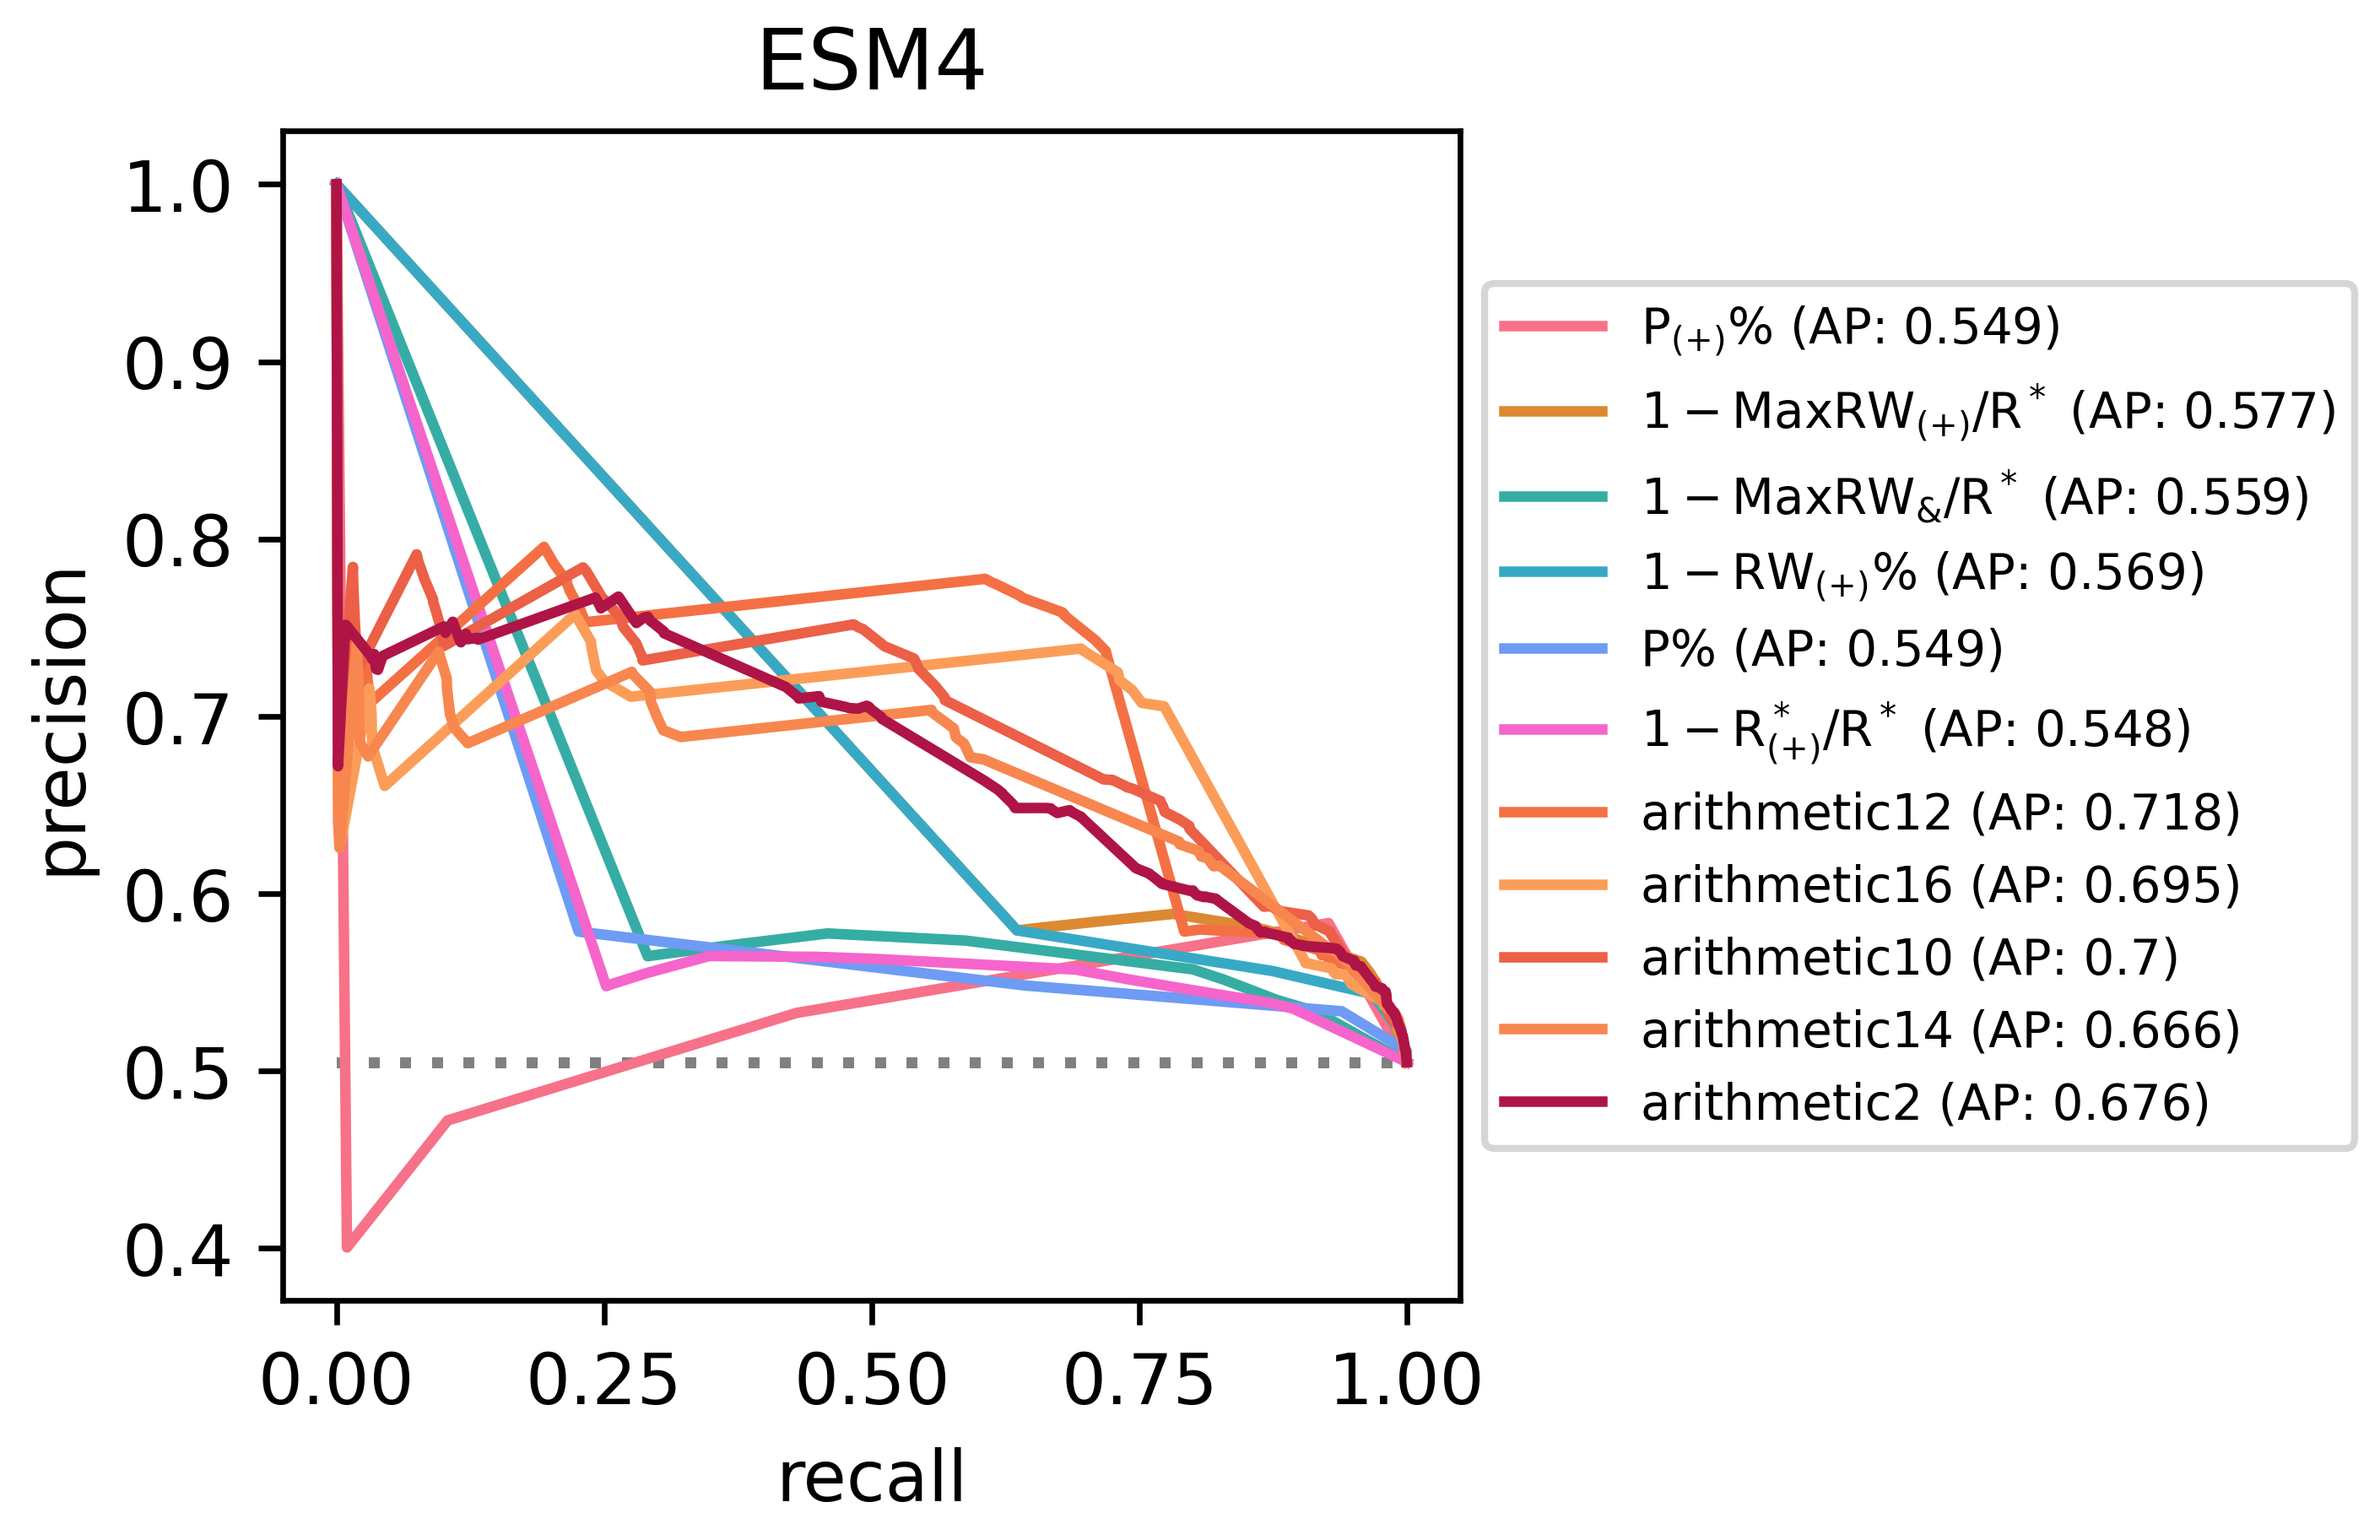 ESM4
1.0
0.9
0.8
0.7
0.6
0.5
0.4
precision
0.00 0.25 0.50 0.75 1.00
recall
P(+)% (AP: 0.549)
1 − MaxRW(+)/R* (AP: 0.577)
1 − MaxRW&/R* (AP: 0.559)
1 − RW(+)% (AP: 0.569)
P% (AP: 0.549)
1 − R*(+)/R* (AP: 0.548)
arithmetic12 (AP: 0.718)
arithmetic16 (AP: 0.695)
arithmetic10 (AP: 0.7)
arithmetic14 (AP: 0.666)
arithmetic2 (AP: 0.676)